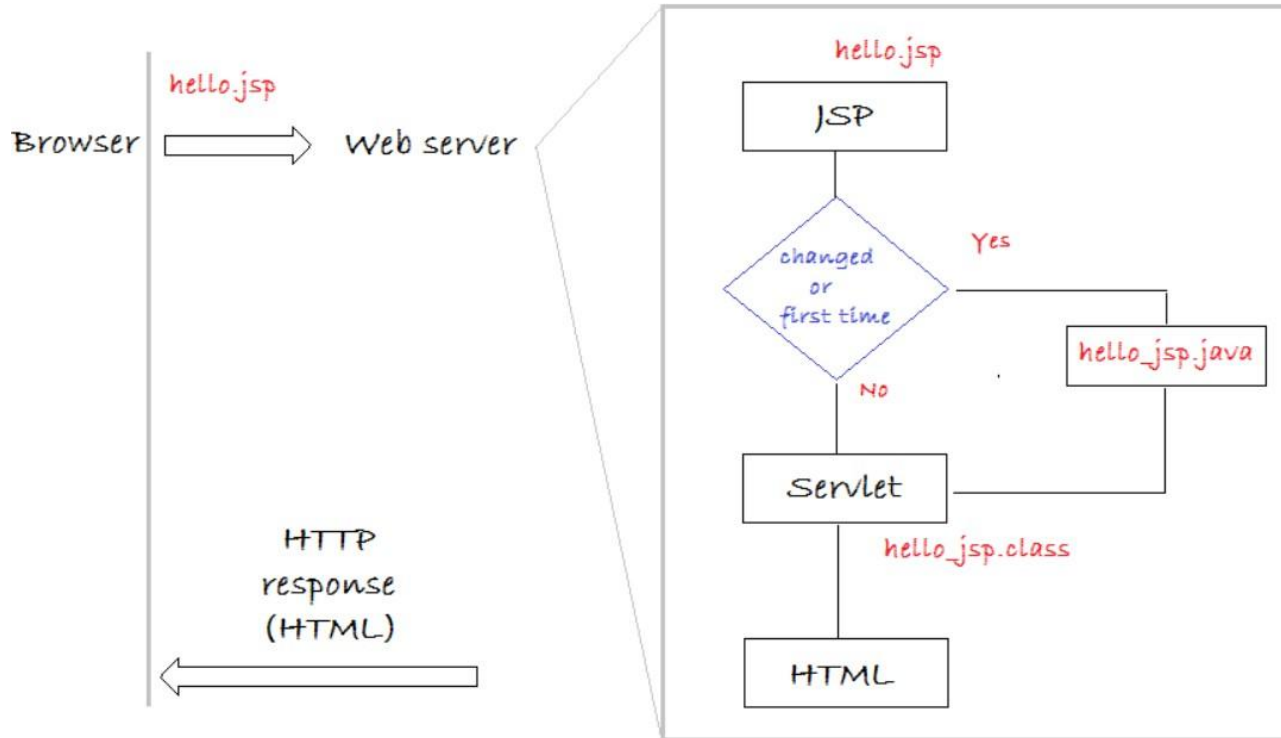 hello.jsp
Browser
Web server
HTTP
response
(HTML)
hello.jsp
JSP
changed
or
first time
Yes
hello_jsp.java
No
Servlet
hello_jsp.class
HTML